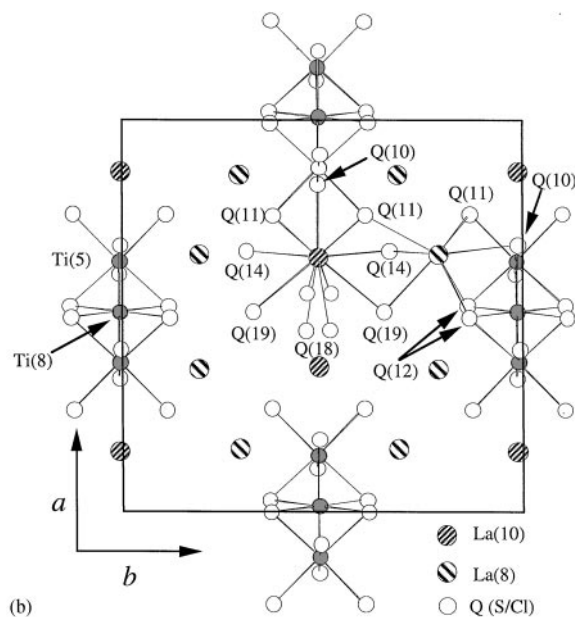 Q(10)
Q(11)
Q(10)
Q(11)
Q(11)
Ti(5)
Q(14)
Q(14)
Q(19)
Q(19)
Q(18)
Ti(8)
Q(12)
a
b
La(10)
La(8)
Q (S/Cl)
(b)